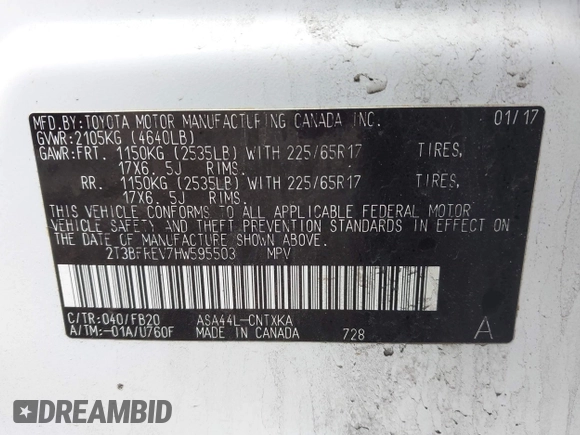 MFD.BY:TOYOTA MOTOR MANUFACTURING CANADA INC. 01/17
GVWR:2105KG (4640LB)
GAWR:FRT. 1150KG (2535LB) WITH 225/65R17 TIRES,
17X6. 5J RIMS.
RR. 1150KG (2535LB) WITH 225/65R17 TIRES,
17X6. 5J RIMS.
THIS VEHICLE CONFORMS TO ALL APPLICABLE FEDERAL MOTOR
VEHICLE SAFETY AND THEFT PREVENTION STANDARDS IN EFFECT ON
THE DATE OF MANUFACTURE SHOWN ABOVE.
2T3BFREV7HW595503 MPV
C/TR:040/FB20 ASA44L-CNTXKA
A/TM:-01A/U760F MADE IN CANADA 728 A
DREAMBID